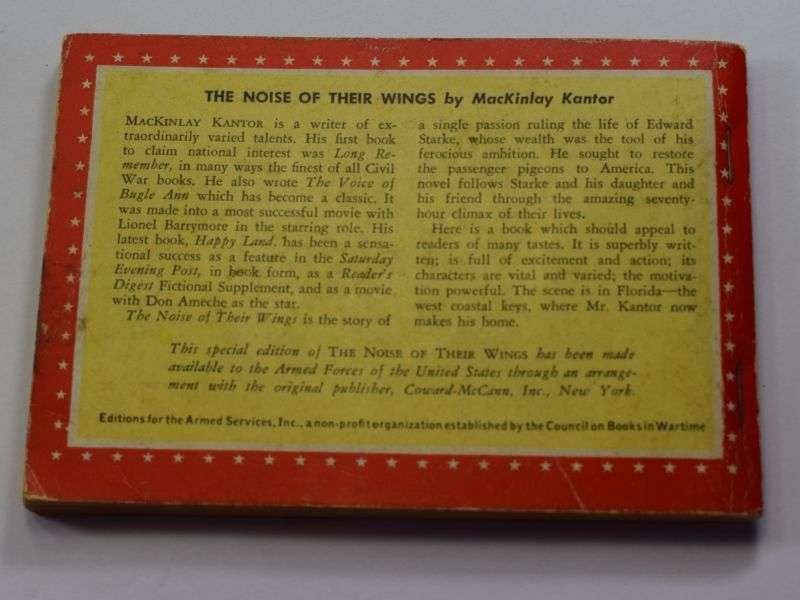 THE NOISE OF THEIR WINGS by MacKinlay Kantor
MACKINLAY KANTOR is a writer of ex-
traordinarily varied talents. His first book
to claim national interest was Long Re-
member, in many ways the finest of all Civil
War books. He also wrote The Voice of
Bugle Ann which has become a classic. It
was made into a most successful movie with
Lionel Barrymore in the starring role. His
latest book, Happy Land, has been a sensa-
tional success as a feature in the Saturday
Evening Post, in book form, as a Reader's
Digest Fictional Supplement, and as a movie
with Don Ameche as the star.
The Noise of Their Wings is the story of
a single passion ruling the life of Edward
Starke, whose wealth was the tool of his
ferocious ambition. He sought to restore
the passenger pigeons to America. This
novel follows Starke and his daughter and
his friend through the amazing seventy-
hour climax of their lives.
Here is a book which should appeal to
readers of many tastes. It is superbly writ-
ten; is full of excitement and action; its
characters are vital and varied; the motiva-
tion powerful. The scene is in Florida—the
west coastal keys, where Mr. Kantor now
makes his home.
This special edition of THE NOISE OF THEIR WINGS has been made
available to the Armed Forces of the United States through an arrange-
ment with the original publisher, Coward-McCann, Inc., New York.
Editions for the Armed Services, Inc., a non-profit organization established by the Council on Books in Wartime